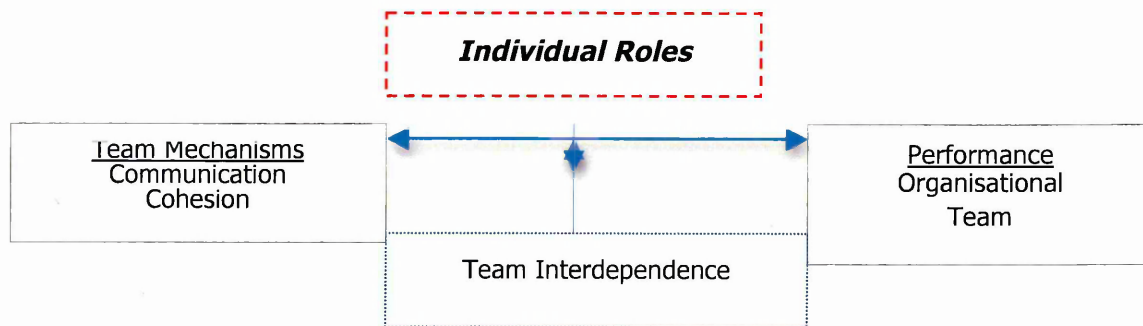 Individual Roles
Team Mechanisms
Communication
Cohesion
Performance
Organisational
Team
Team Interdependence